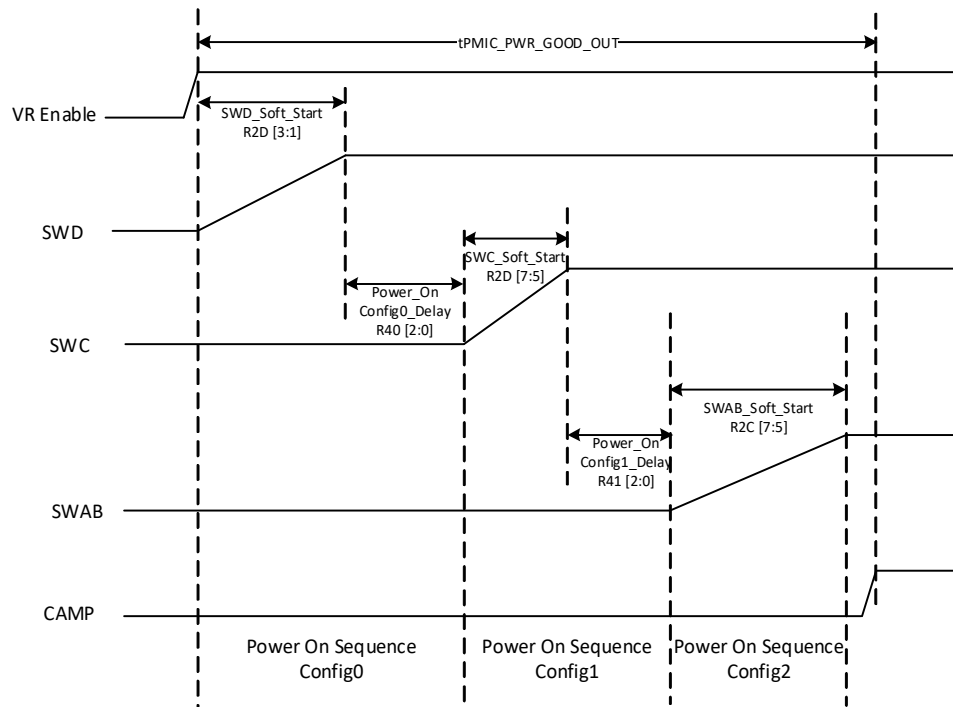 tPMIC_PWR_GOOD_OUT
VR Enable
SWD_Soft_Start
R2D [3:1]
SWD
SWC_Soft_Start
R2D [7:5]
Power_On
Config0_Delay
R40 [2:0]
SWC
SWAB_Soft_Start
R2C [7:5]
Power_On
Config1_Delay
R41 [2:0]
SWAB
CAMP
Power On Sequence
Config0
Power On Sequence
Config1
Power On Sequence
Config2